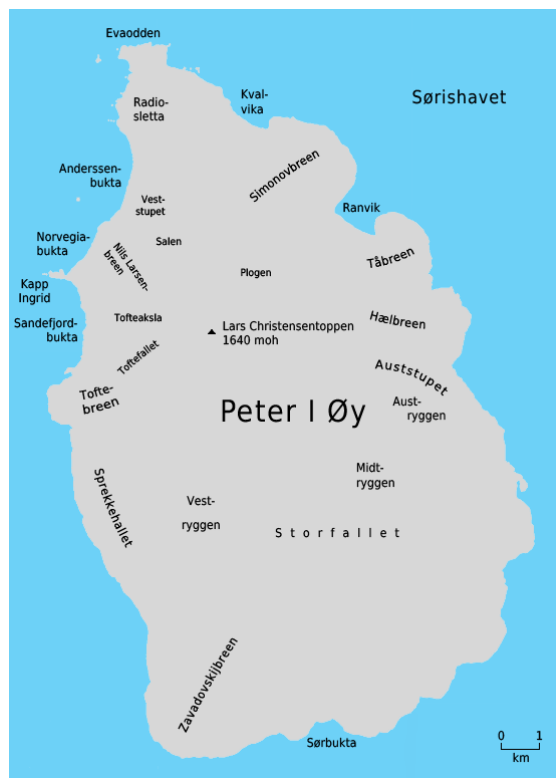 Evaodden
Kval-
vika
Sørishavet
Radio-
sletta
Simonovbreen
Anderssen-
bukta
Vest-
stupet
Ranvik
Salen
Norvegia-
bukta
Nils Larsen-
breen
Tåbreen
Plogen
Kapp
Ingrid
Sandefjord-
bukta
Tofteaksla
Lars Christensentoppen
1640 moh
Hælbreen
Toftefallet
Auststupet
Tofte-
breen
Peter I Øy
Aust-
ryggen
Midt-
ryggen
Sprekkehallet
Vest-
ryggen
Storfallet
Zavadovskijbreen
Sørbukta
0 1
km